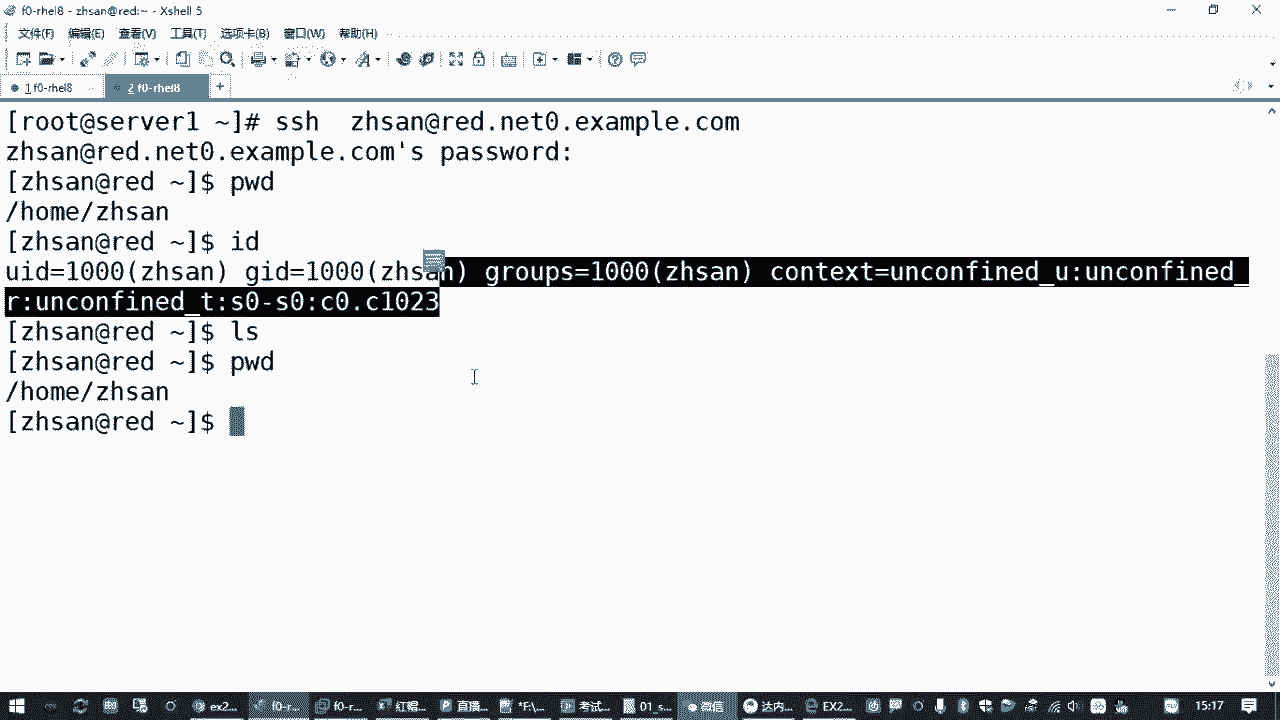 f0-rhel8 - zhsan@red:~ - Xshell 5
文件(F) 编辑(E) 查看(V) 工具(T) 选项卡(B) 窗口(W) 帮助(H)
1 f0-rhel8
2 f0-rhel8
[root@server1 ~]# ssh  zhsan@red.net0.example.com
zhsan@red.net0.example.com's password:
[zhsan@red ~]$ pwd
/home/zhsan
[zhsan@red ~]$ id
uid=1000(zhsan) gid=1000(zhsan) groups=1000(zhsan) context=unconfined_u:unconfined_
r:unconfined_t:s0-s0:c0.c1023
[zhsan@red ~]$ ls
[zhsan@red ~]$ pwd
/home/zhsan
[zhsan@red ~]$
ex2... f0-r... f0-r... 红帽... 直播... *F:\... 考试... 01_s... 微信 达内... EX2... 15:17